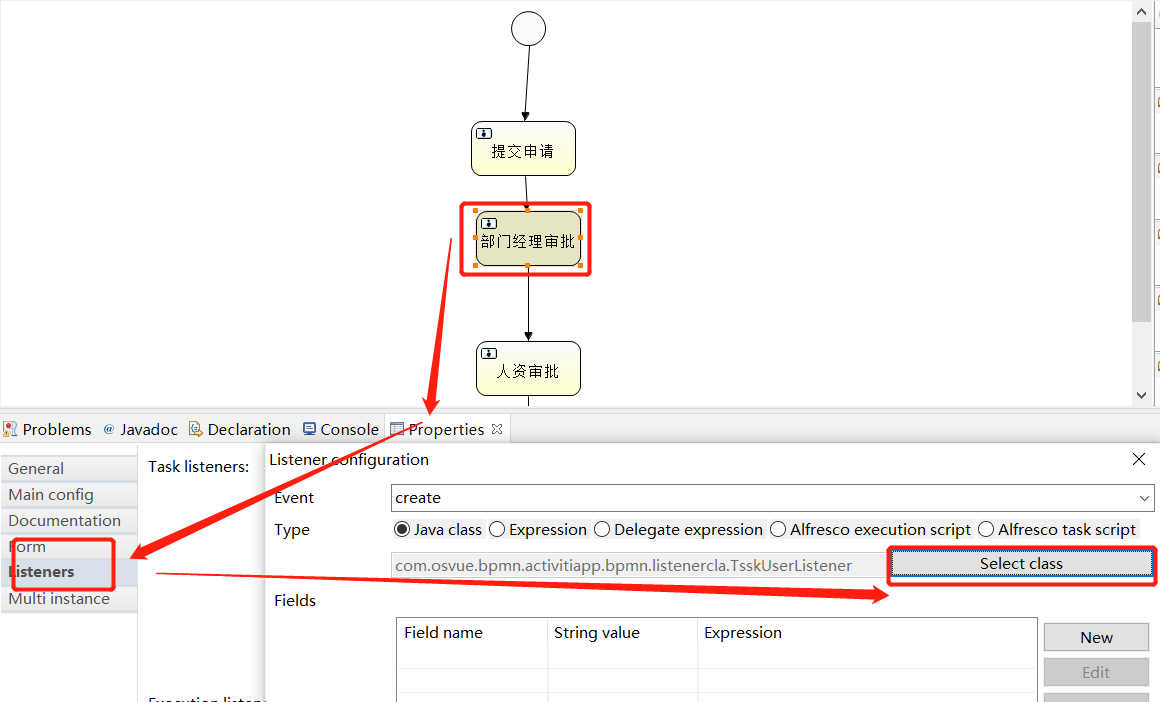 提交申请
部门经理审批
人资审批
Problems @ Javadoc Declaration Console Properties
General
Main config
Documentation
Form
Listeners
Multi instance
Task listeners:
Listener configuration
Event create
Type Java class Expression Delegate expression Alfresco execution script Alfresco task script
com.osvue.bpmn.activitiapp.bpmn.listenercla.TsskUserListener Select class
Fields
Field name String value Expression
New
Edit